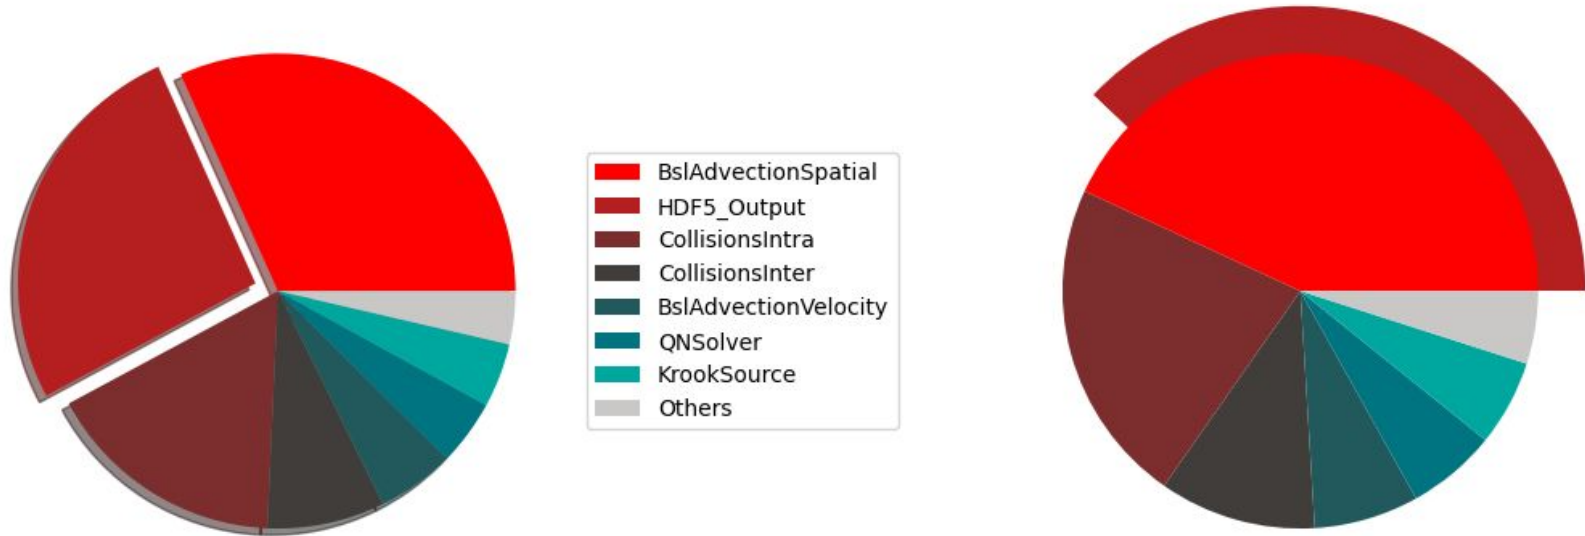 BslAdvectionSpatial
HDF5_Output
CollisionsIntra
CollisionsInter
BslAdvectionVelocity
QNSolver
KrookSource
Others